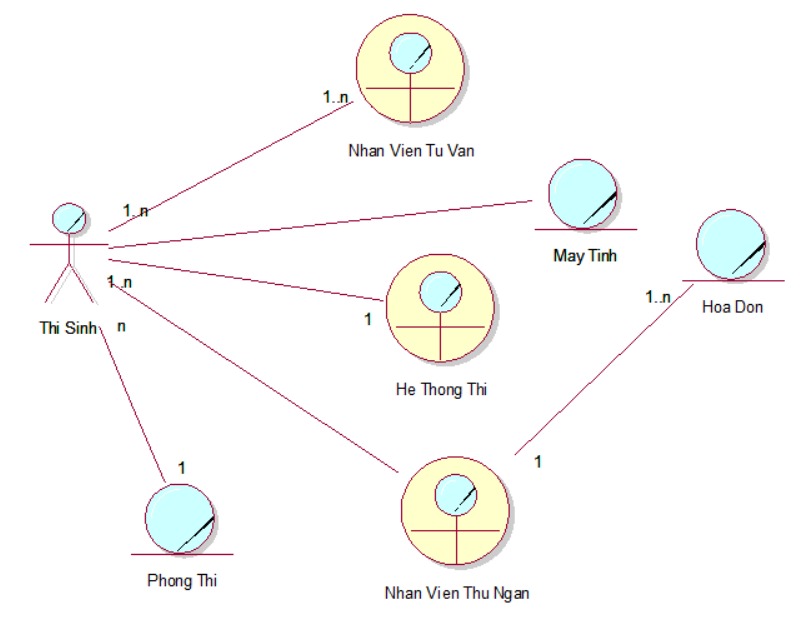 1..n
Nhan Vien Tu Van
1..n
May Tinh
1..n
1..n
Hoa Don
1
Thi Sinh
n
He Thong Thi
1
1
Phong Thi
Nhan Vien Thu Ngan